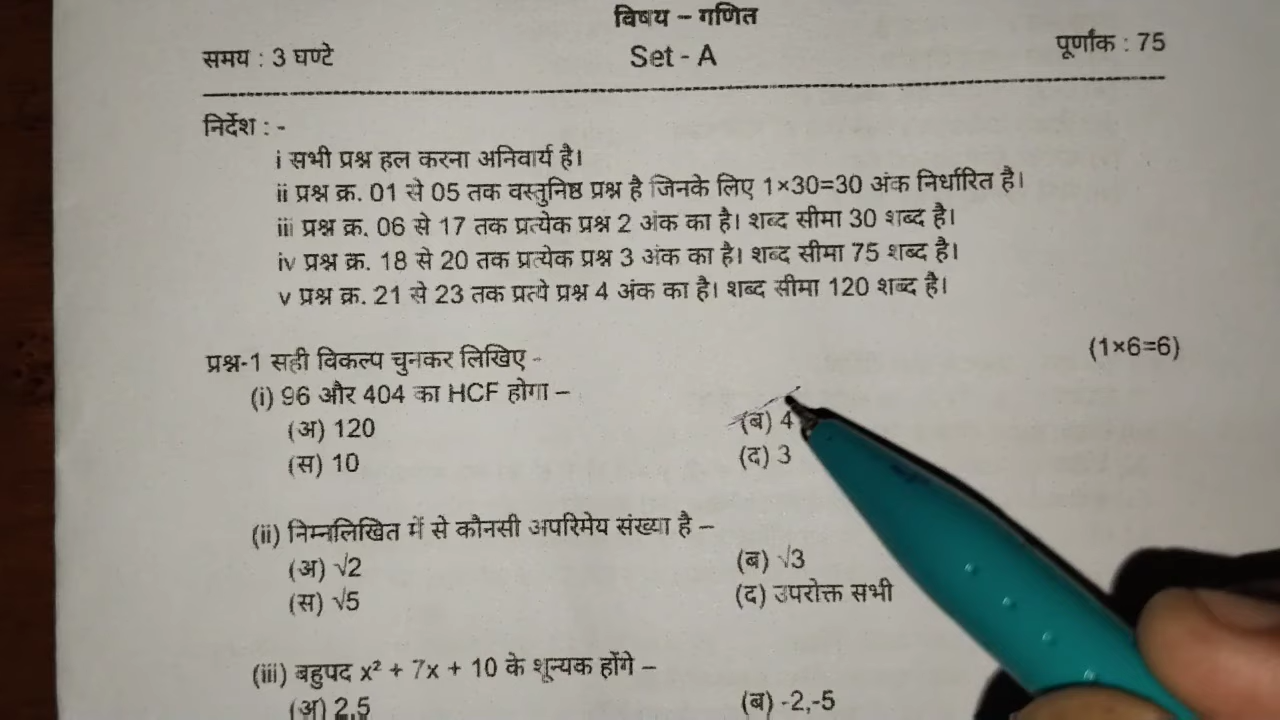 विषय – गणित
समय : 3 घण्टे Set - A पूर्णांक : 75
निर्देश : -
i सभी प्रश्न हल करना अनिवार्य है।
ii प्रश्न क्र. 01 से 05 तक वस्तुनिष्ठ प्रश्न है जिनके लिए 1×30=30 अंक निर्धारित है।
iii प्रश्न क्र. 06 से 17 तक प्रत्येक प्रश्न 2 अंक का है। शब्द सीमा 30 शब्द है।
iv प्रश्न क्र. 18 से 20 तक प्रत्येक प्रश्न 3 अंक का है। शब्द सीमा 75 शब्द है।
v प्रश्न क्र. 21 से 23 तक प्रत्ये प्रश्न 4 अंक का है। शब्द सीमा 120 शब्द है।
प्रश्न-1 सही विकल्प चुनकर लिखिए - (1×6=6)
(i) 96 और 404 का HCF होगा –
(अ) 120 (ब) 4
(स) 10 (द) 3
(ii) निम्नलिखित में से कौनसी अपरिमेय संख्या है –
(अ) √2 (ब) √3
(स) √5 (द) उपरोक्त सभी
(iii) बहुपद x² + 7x + 10 के शून्यक होंगे –
(अ) 2,5 (ब) -2,-5